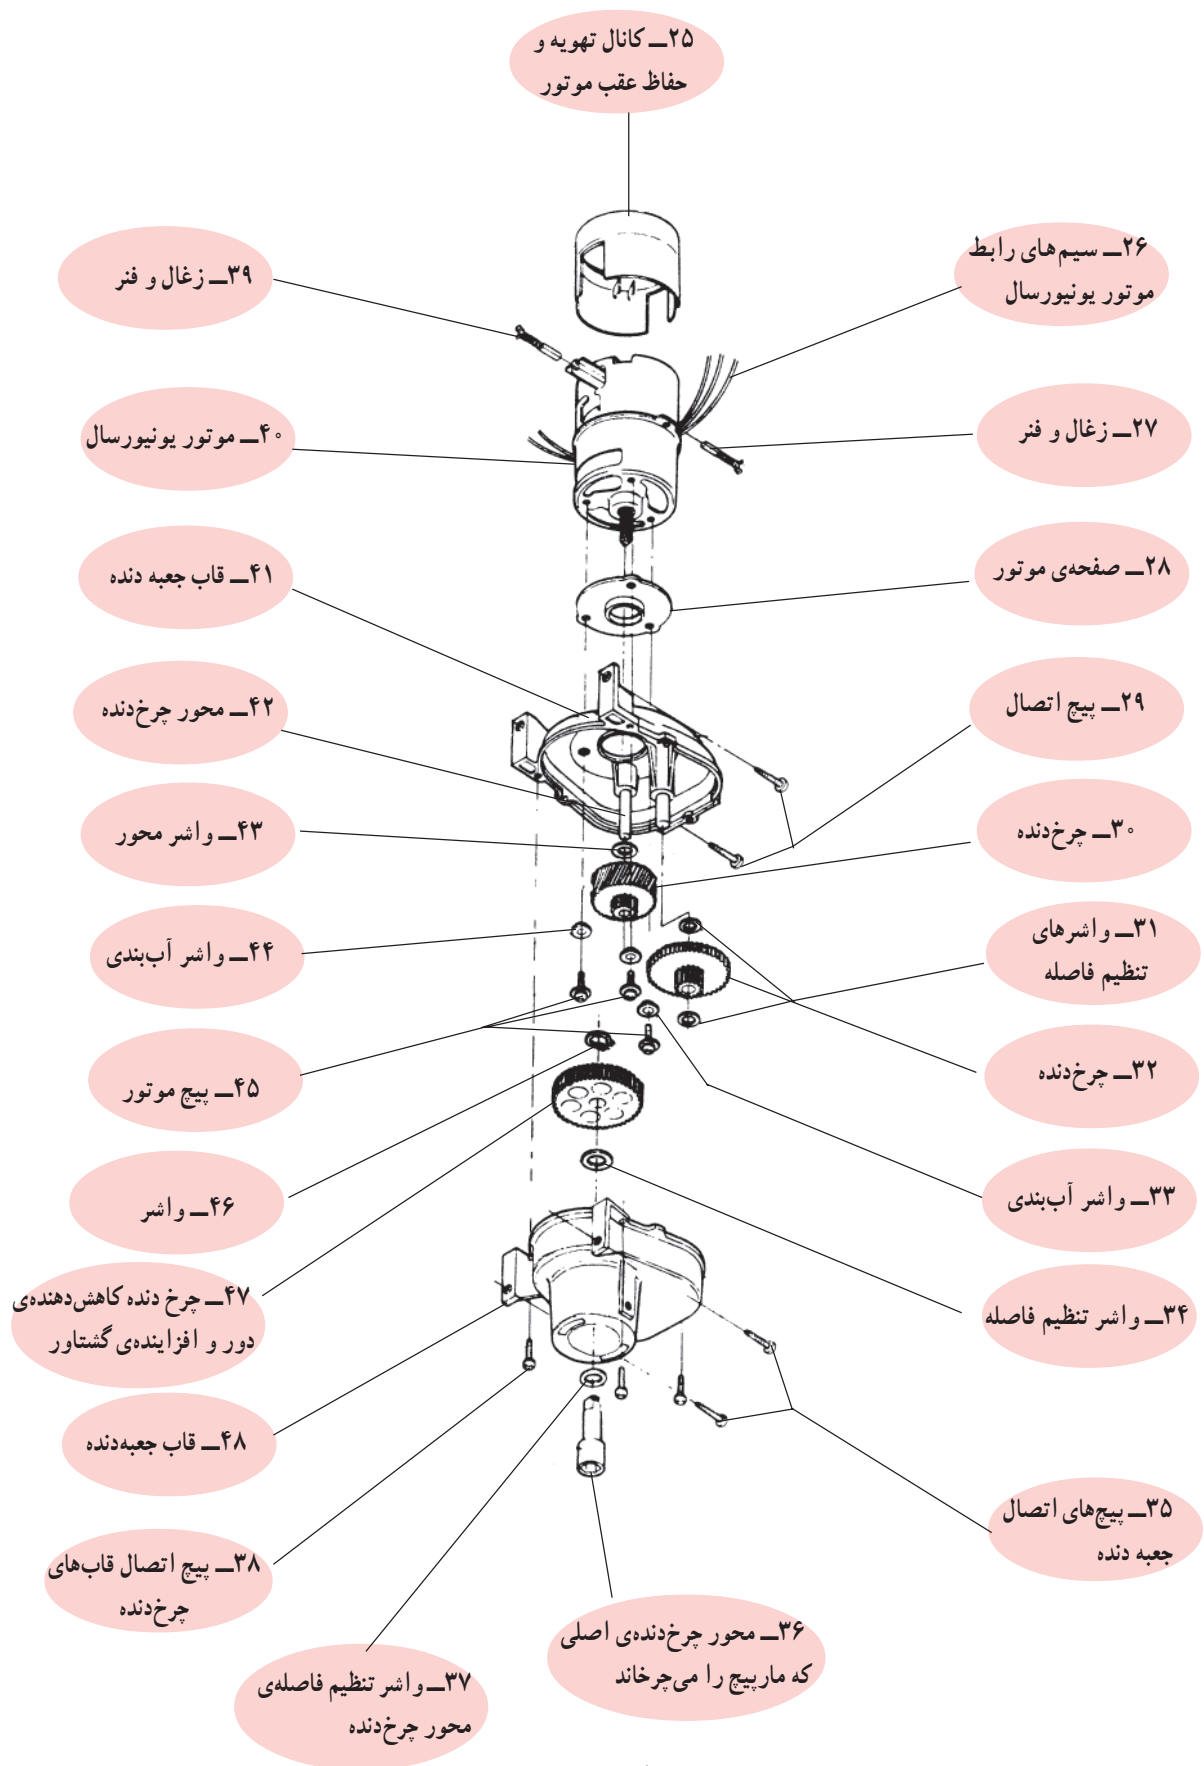 ۲۵ــ کانال تهویه و
حفاظ عقب موتور
۲۶ــ سیم‌های رابط
موتور یونیورسال
۲۷ــ زغال و فنر
۲۸ــ صفحه‌ی موتور
۲۹ــ پیچ اتصال
۳۰ــ چرخ‌دنده
۳۱ــ واشرهای
تنظیم فاصله
۳۲ــ چرخ‌دنده
۳۳ــ واشر آب‌بندی
۳۴ــ واشر تنظیم فاصله
۳۵ــ پیچ‌های اتصال
جعبه دنده
۳۶ــ محور چرخ‌دنده‌ی اصلی
که مارپیچ را می‌چرخاند
۳۷ــ واشر تنظیم فاصله‌ی
محور چرخ‌دنده
۳۸ــ پیچ اتصال قاب‌های
چرخ‌دنده
۳۹ــ زغال و فنر
۴۰ــ موتور یونیورسال
۴۱ــ قاب جعبه دنده
۴۲ــ محور چرخ‌دنده
۴۳ــ واشر محور
۴۴ــ واشر آب‌بندی
۴۵ــ پیچ موتور
۴۶ــ واشر
۴۷ــ چرخ دنده کاهش‌دهنده‌ی
دور و افزاینده‌ی گشتاور
۴۸ــ قاب جعبه‌دنده